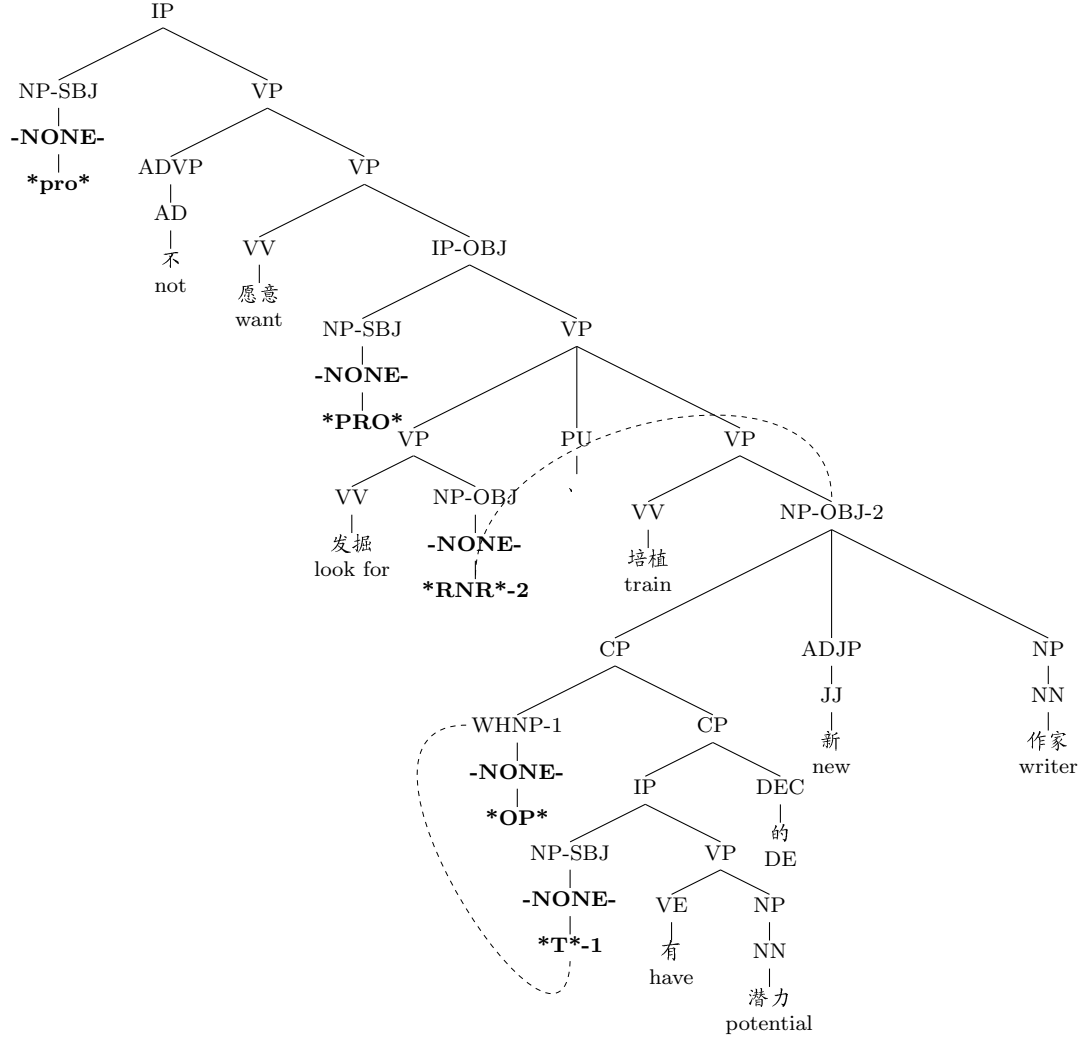 IP
NP-SBJ VP
-NONE-
*pro*
ADVP VP
AD
不
not
VV IP-OBJ
愿意
want
NP-SBJ VP
-NONE-
*PRO*
VP PU VP
、
VV NP-OBJ VV NP-OBJ-2
发掘 -NONE- 培植
look for *RNR*-2 train
CP ADJP NP
JJ NN
新 作家
new writer
WHNP-1 CP
-NONE-
*OP*
IP DEC
的
DE
NP-SBJ VP
-NONE-
*T*-1
VE NP
有 NN
have 潜力
potential